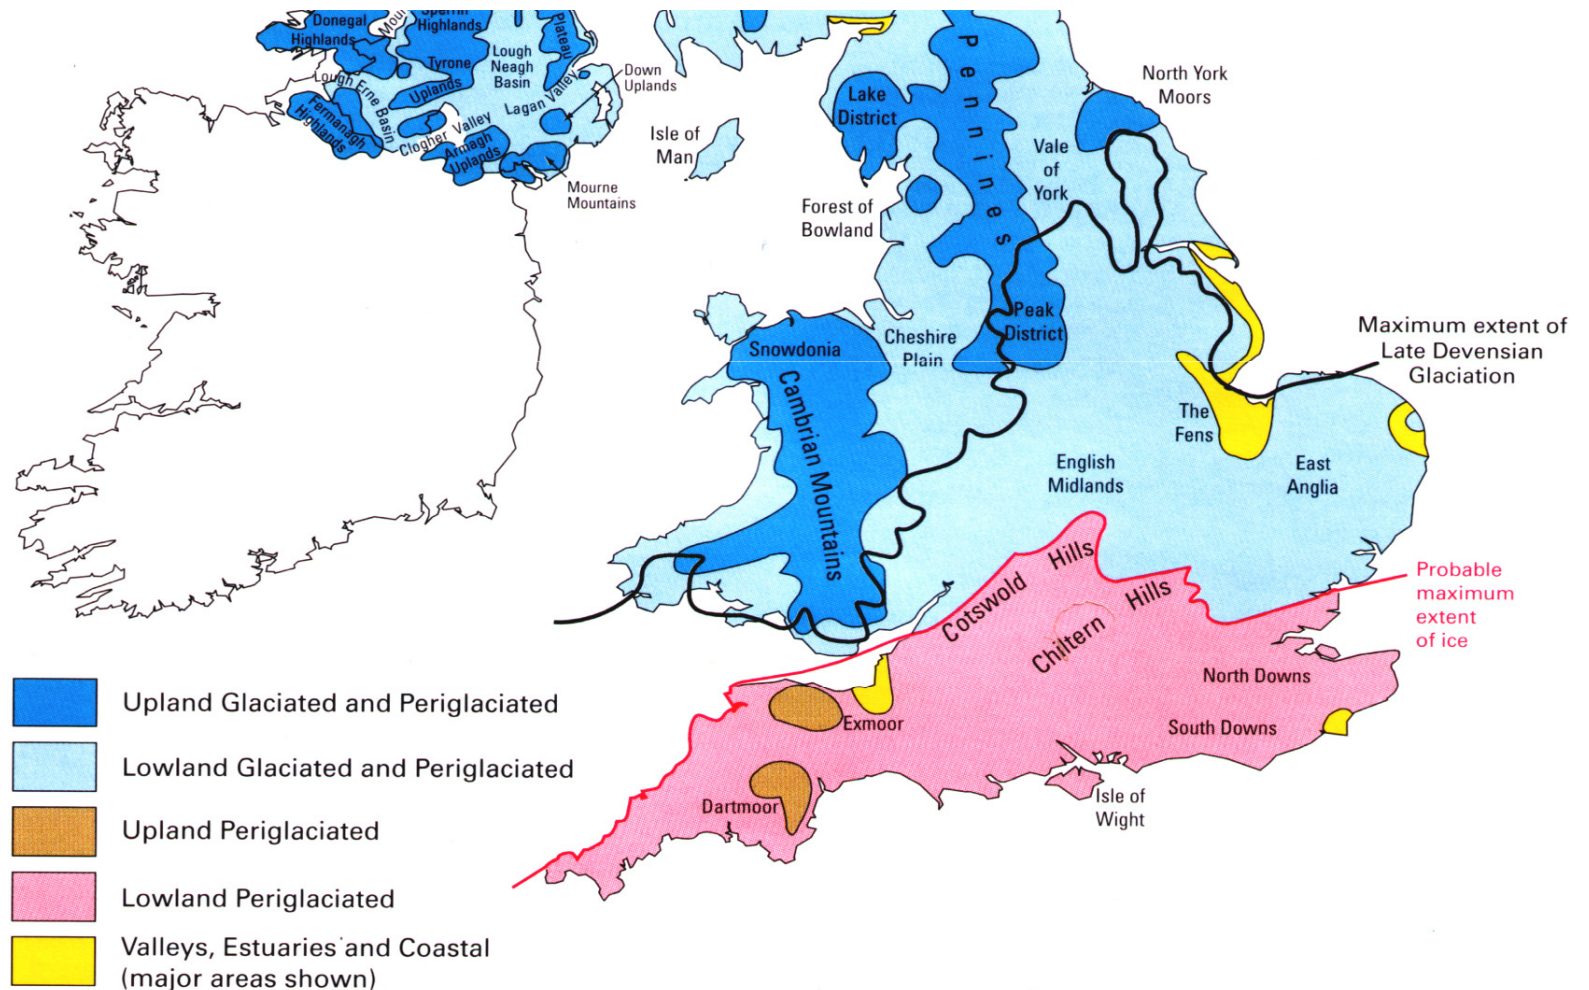 Donegal
Highlands
Mour
Sperrin
Highlands
Plateau
Tyrone
Uplands
Lough
Neagh
Basin
Lough Erne Basin
Lagan Valley
Down
Uplands
Fermanagh
Highlands
Clogher Valley
Armagh
Uplands
Mourne
Mountains
Isle of
Man
Lake
District
Pennines
North York
Moors
Vale
of
York
Forest of
Bowland
Peak
District
Cheshire
Plain
Snowdonia
Cambrian Mountains
Maximum extent of
Late Devensian
Glaciation
The
Fens
English
Midlands
East
Anglia
Probable
maximum
extent
of ice
Cotswold Hills
Chiltern Hills
North Downs
South Downs
Exmoor
Dartmoor
Isle of
Wight
Upland Glaciated and Periglaciated
Lowland Glaciated and Periglaciated
Upland Periglaciated
Lowland Periglaciated
Valleys, Estuaries and Coastal
(major areas shown)